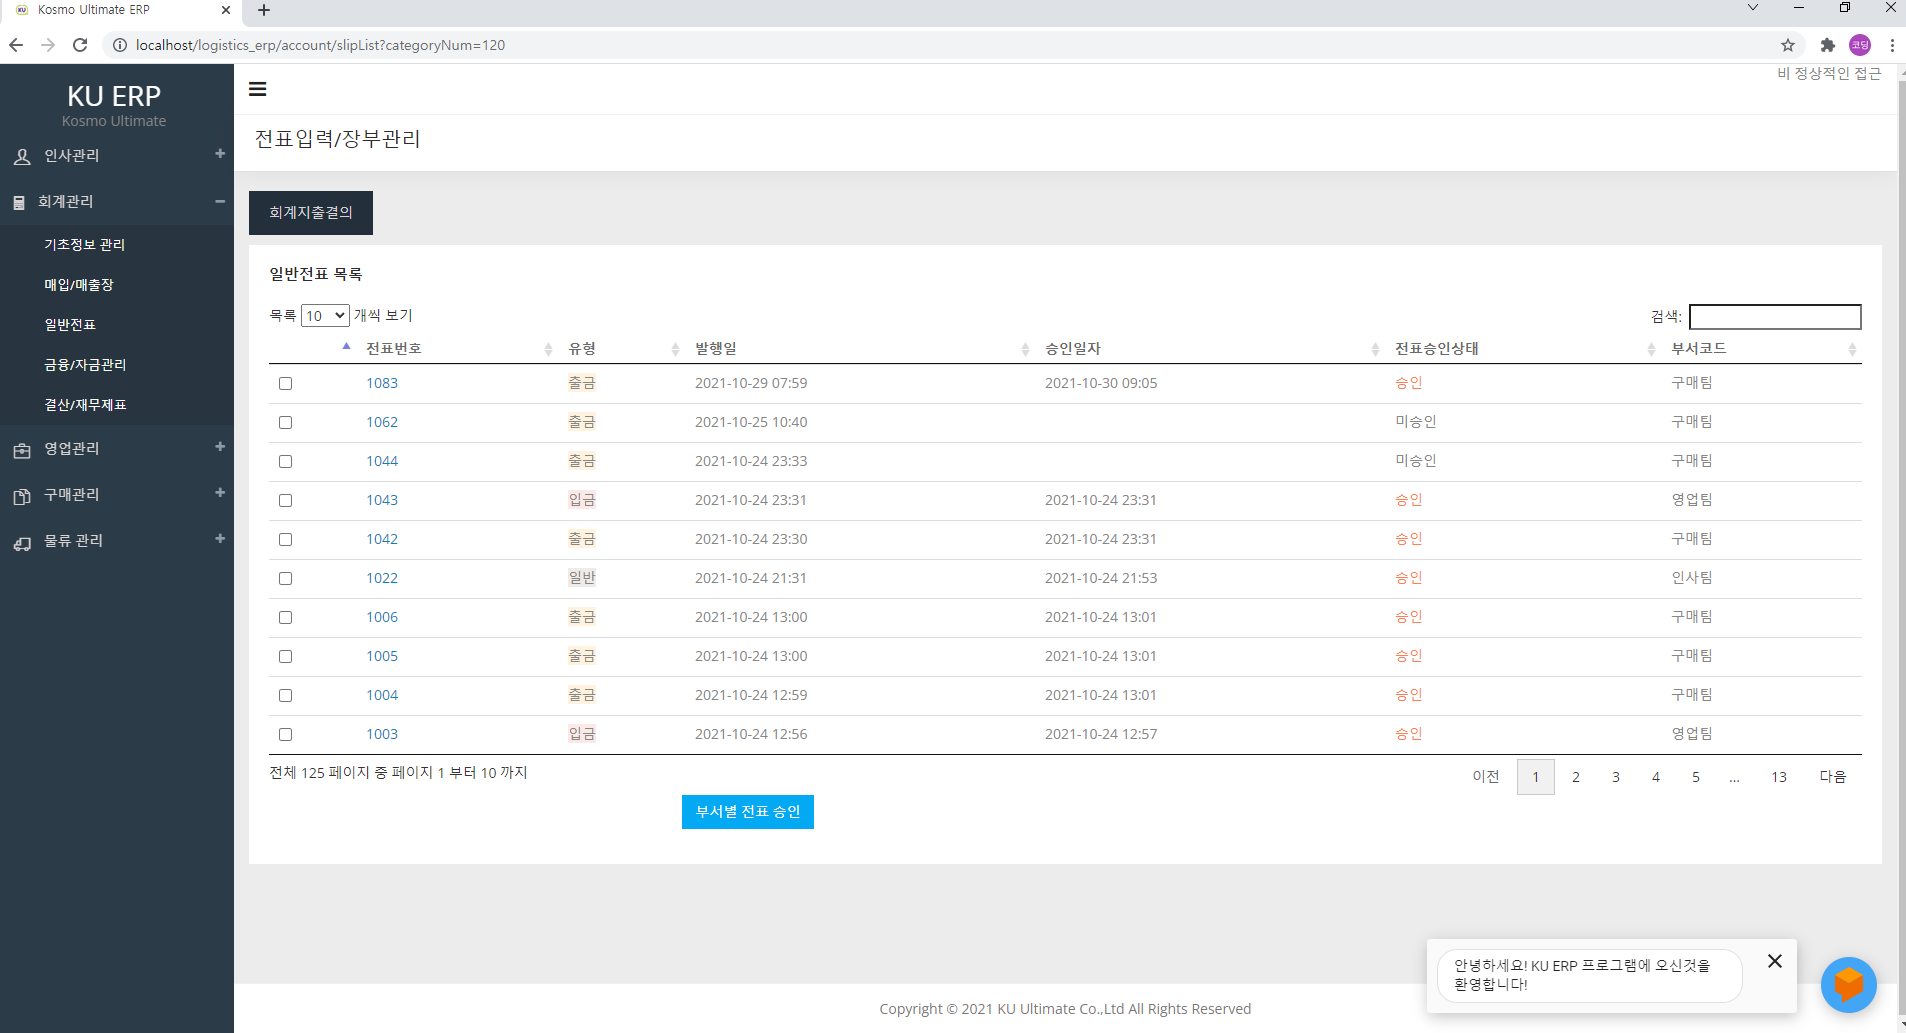 Kosmo Ultimate ERP
localhost/logistics_erp/account/slipList?categoryNum=120
코딩
KU ERP
Kosmo Ultimate
인사관리
회계관리
기초정보 관리
매입/매출장
일반전표
금융/자금관리
결산/재무제표
영업관리
구매관리
물류 관리
비 정상적인 접근
전표입력/장부관리
회계지출결의
일반전표 목록
목록 10 개씩 보기 검색:
전표번호 유형 발행일 승인일자 전표승인상태 부서코드
1083 출금 2021-10-29 07:59 2021-10-30 09:05 승인 구매팀
1062 출금 2021-10-25 10:40 미승인 구매팀
1044 출금 2021-10-24 23:33 미승인 구매팀
1043 입금 2021-10-24 23:31 2021-10-24 23:31 승인 영업팀
1042 출금 2021-10-24 23:30 2021-10-24 23:31 승인 구매팀
1022 일반 2021-10-24 21:31 2021-10-24 21:53 승인 인사팀
1006 출금 2021-10-24 13:00 2021-10-24 13:01 승인 구매팀
1005 출금 2021-10-24 13:00 2021-10-24 13:01 승인 구매팀
1004 출금 2021-10-24 12:59 2021-10-24 13:01 승인 구매팀
1003 입금 2021-10-24 12:56 2021-10-24 12:57 승인 영업팀
전체 125 페이지 중 페이지 1 부터 10 까지
이전 1 2 3 4 5 ... 13 다음
부서별 전표 승인
안녕하세요! KU ERP 프로그램에 오신것을
환영합니다!
Copyright © 2021 KU Ultimate Co.,Ltd All Rights Reserved